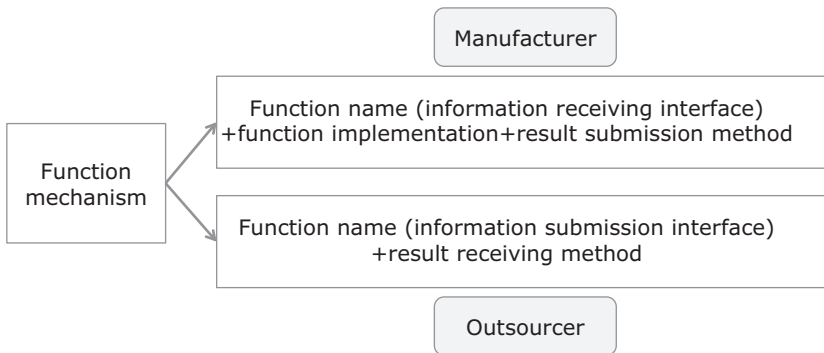 Manufacturer
Function name (information receiving interface)
+function implementation+result submission method
Function
mechanism
Function name (information submission interface)
+result receiving method
Outsourcer